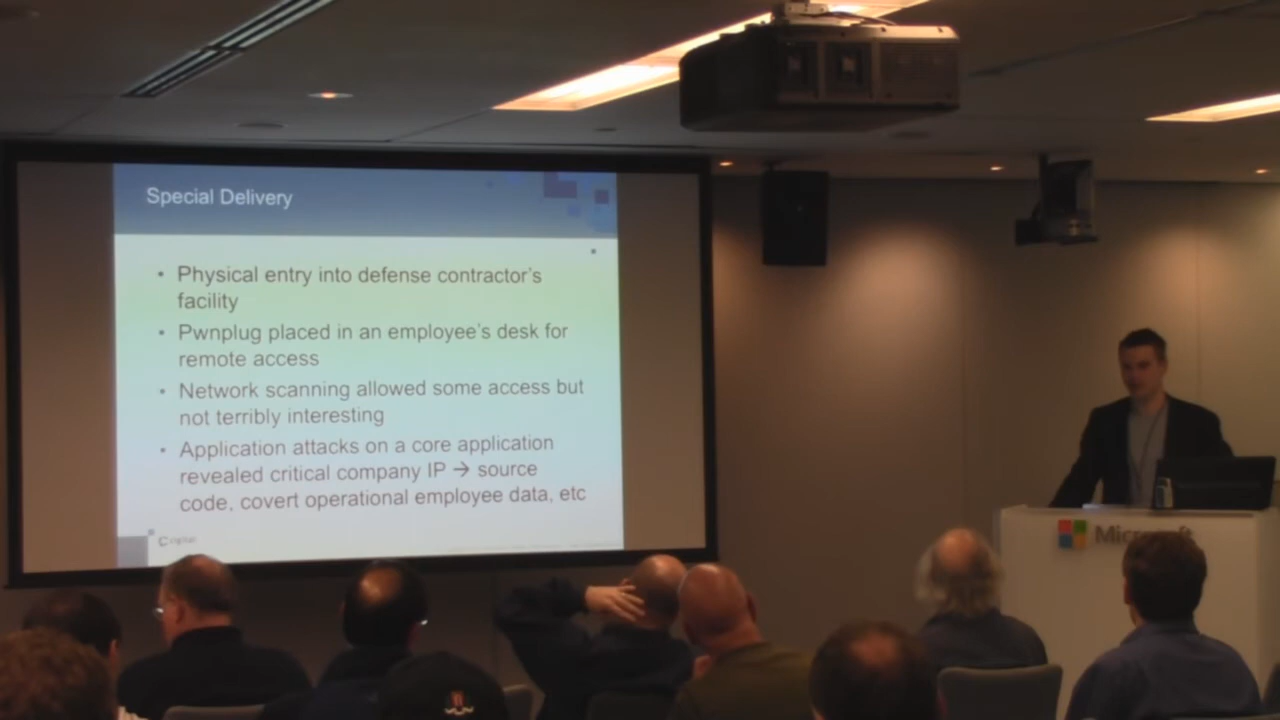 Special Delivery
• Physical entry into defense contractor's
facility
• Pwnplug placed in an employee's desk for
remote access
• Network scanning allowed some access but
not terribly interesting
• Application attacks on a core application
revealed critical company IP → source
code, covert operational employee data, etc
Microsoft